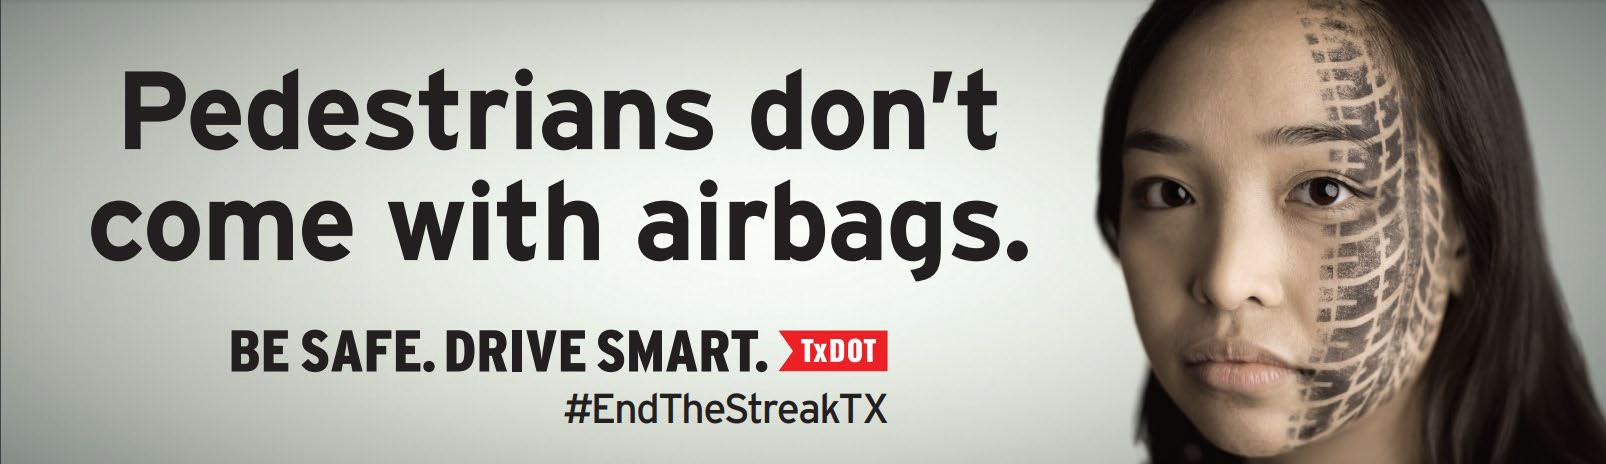 Pedestrians don't
come with airbags.
BE SAFE. DRIVE SMART. TxDOT
#EndTheStreakTX